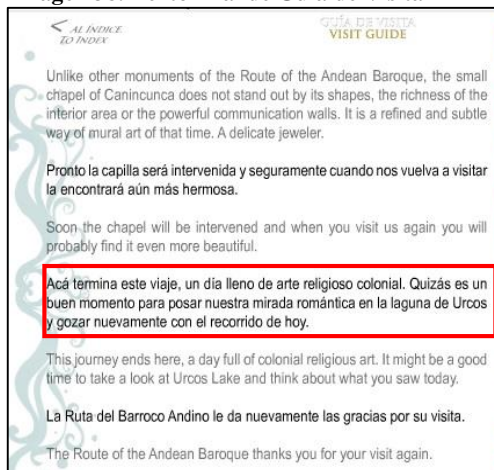 AL ÍNDICE
TO INDEX
GUÍA DE VISITA
VISIT GUIDE
Unlike other monuments of the Route of the Andean Baroque, the small
chapel of Canincunca does not stand out by its shapes, the richness of the
interior area or the powerful communication walls. It is a refined and subtle
way of mural art of that time. A delicate jeweler.
Pronto la capilla será intervenida y seguramente cuando nos vuelva a visitar
la encontrará aún más hermosa.
Soon the chapel will be intervened and when you visit us again you will
probably find it even more beautiful.
Acá termina este viaje, un día lleno de arte religioso colonial. Quizás es un
buen momento para posar nuestra mirada romántica en la laguna de Urcos
y gozar nuevamente con el recorrido de hoy.
This journey ends here, a day full of colonial religious art. It might be a good
time to take a look at Urcos Lake and think about what you saw today.
La Ruta del Barroco Andino le da nuevamente las gracias por su visita.
The Route of the Andean Baroque thanks you for your visit again.